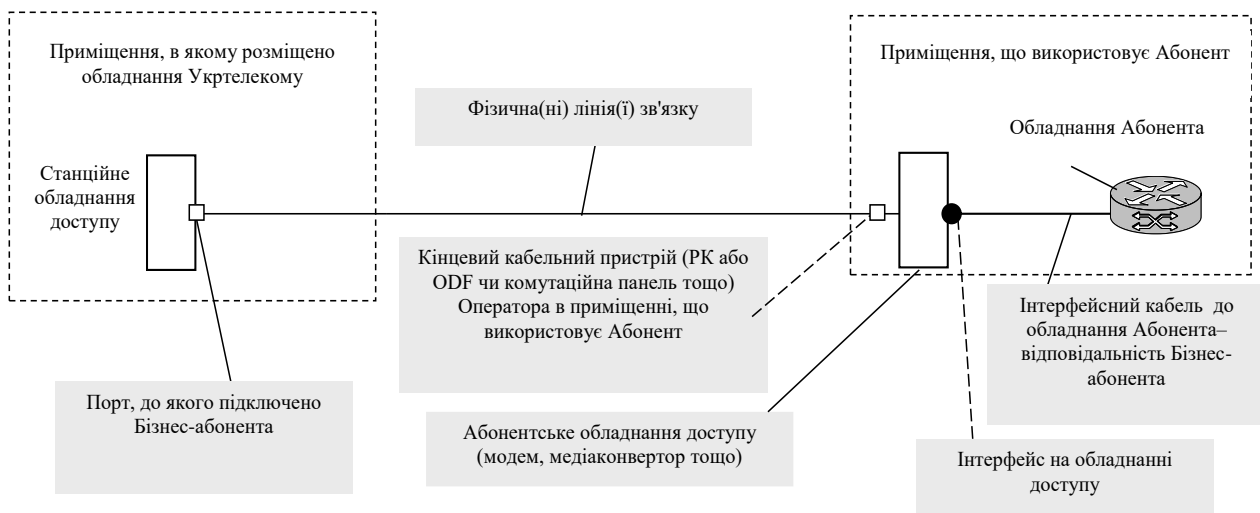 Приміщення, в якому розміщено
обладнання Укртелекому
Приміщення, що використовує Абонент
Фізична(ні) лінія(ї) зв'язку
Обладнання Абонента
Станційне
обладнання
доступу
Кінцевий кабельний пристрій (РК або
ODF чи комутаційна панель тощо)
Оператора в приміщенні, що
використовує Абонент
Інтерфейсний кабель до
обладнання Абонента–
відповідальність Бізнес-
абонента
Порт, до якого підключено
Бізнес-абонента
Абонентське обладнання доступу
(модем, медіаконвертор тощо)
Інтерфейс на обладнанні
доступу